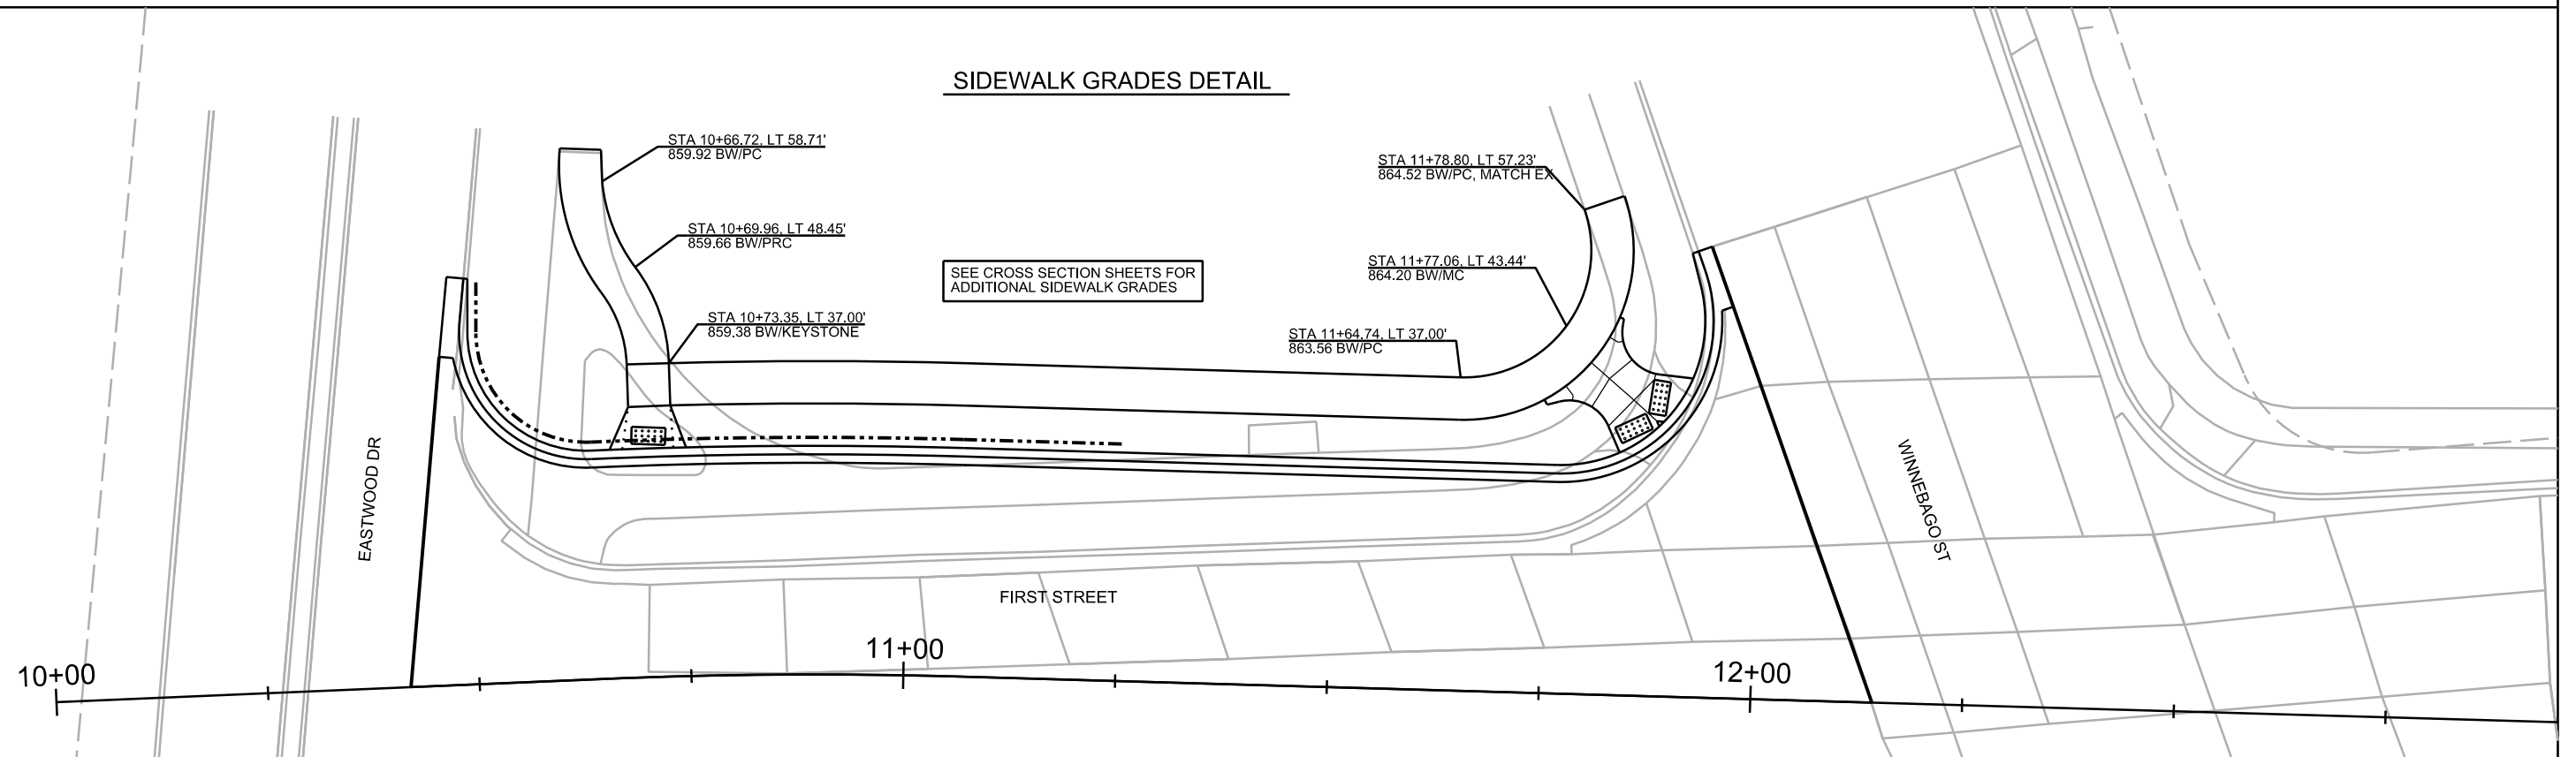 SIDEWALK GRADES DETAIL
STA 10+66.72, LT 58.71'
859.92 BW/PC
STA 10+69.96, LT 48.45'
859.66 BW/PRC
STA 10+73.35, LT 37.00'
859.38 BW/KEYSTONE
SEE CROSS SECTION SHEETS FOR
ADDITIONAL SIDEWALK GRADES
STA 11+78.80, LT 57.23'
864.52 BW/PC, MATCH EX
STA 11+77.06, LT 43.44'
864.20 BW/MC
STA 11+64.74, LT 37.00'
863.56 BW/PC
EASTWOOD DR
WINNEBAGO ST
FIRST STREET
10+00
11+00
12+00